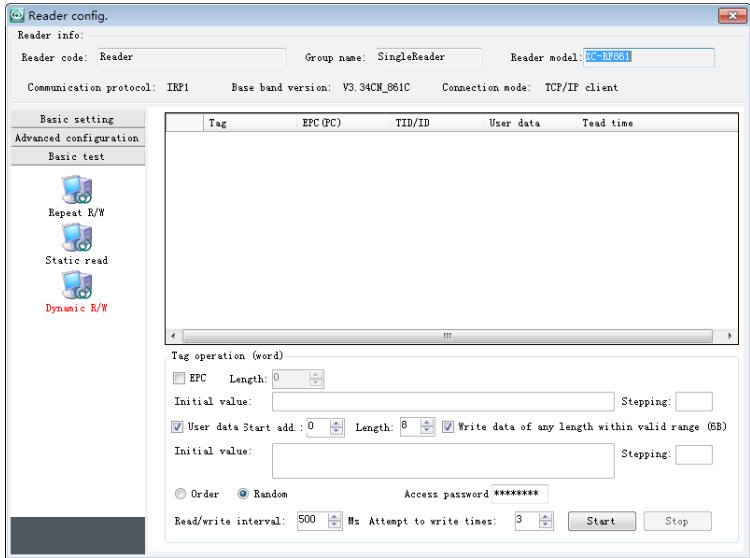 Reader config.
Reader info:
Reader code: Reader Group name: SingleReader Reader model: XC-RF861
Communication protocol: IRP1 Base band version: V3.34CN_861C Connection mode: TCP/IP client
Basic setting
Advanced configuration
Basic test
Repeat R/W
Static read
Dynamic R/W
Tag EPC(PC) TID/ID User data Tead time
Tag operation (word)
EPC Length: 0
Initial value: Stepping:
User data Start add.: 0 Length: 8 Write data of any length within valid range (6B)
Initial value: Stepping:
Order Random Access password ********
Read/write interval: 500 Ms Attempt to write times: 3 Start Stop